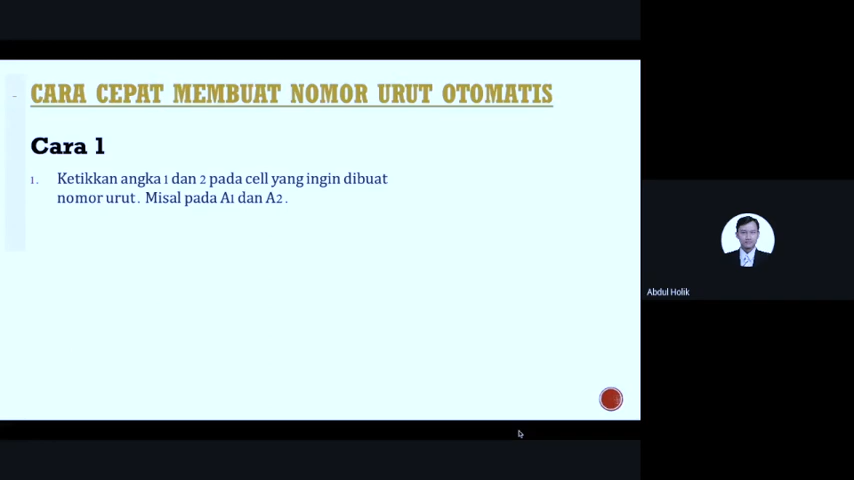 CARA CEPAT MEMBUAT NOMOR URUT OTOMATIS
Cara 1
1. Ketikkan angka 1 dan 2 pada cell yang ingin dibuat
nomor urut. Misal pada A1 dan A2.
Abdul Holik